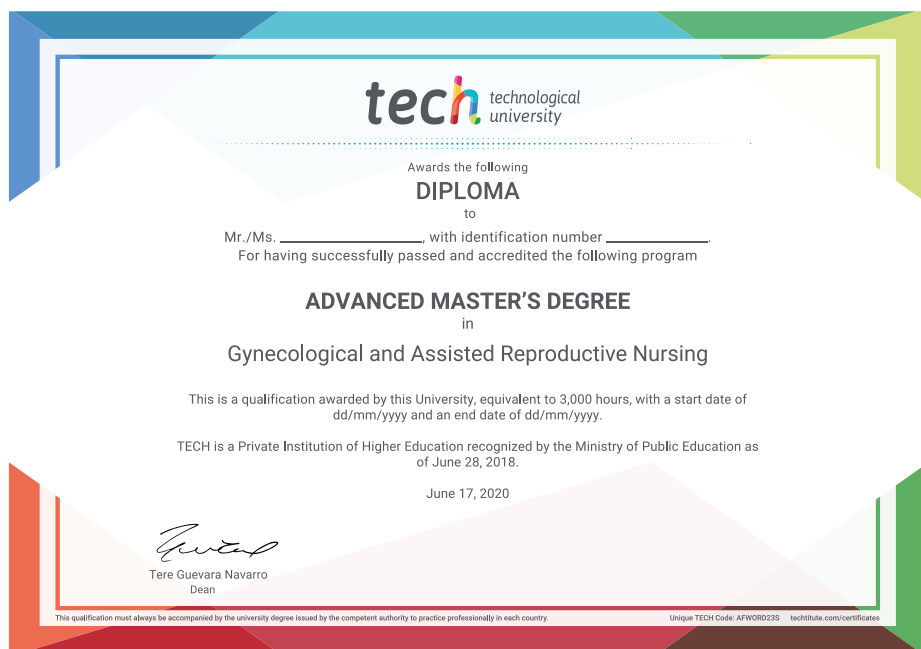 tech technological
university
Awards the following
DIPLOMA
to
Mr./Ms. ____________, with identification number ____________.
For having successfully passed and accredited the following program
ADVANCED MASTER’S DEGREE
in
Gynecological and Assisted Reproductive Nursing
This is a qualification awarded by this University, equivalent to 3,000 hours, with a start date of
dd/mm/yyyy and an end date of dd/mm/yyyy.
TECH is a Private Institution of Higher Education recognized by the Ministry of Public Education as
of June 28, 2018.
June 17, 2020
Tere Guevara Navarro
Dean
This qualification must always be accompanied by the university degree issued by the competent authority to practice professionally in each country.
Unique TECH Code: AFWORD23S techtitute.com/certificates